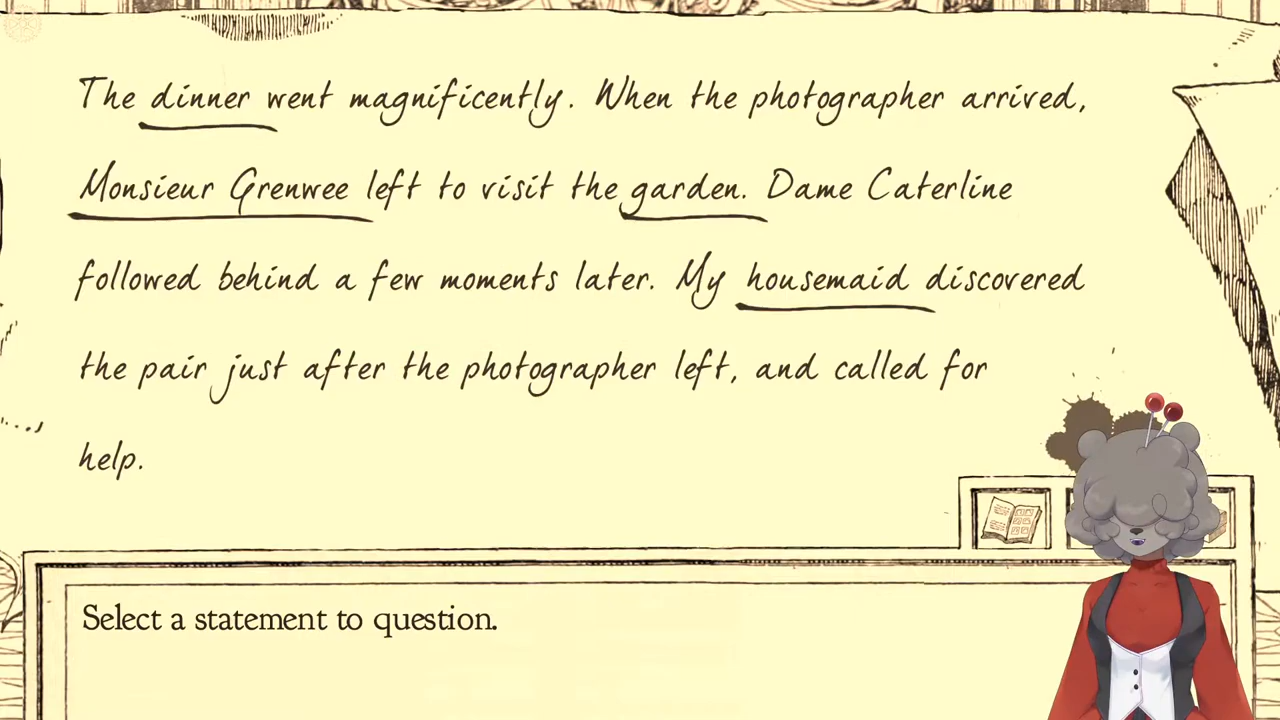 The dinner went magnificently. When the photographer arrived,
Monsieur Grenwee left to visit the garden. Dame Caterline
followed behind a few moments later. My housemaid discovered
the pair just after the photographer left, and called for
help.
Select a statement to question.